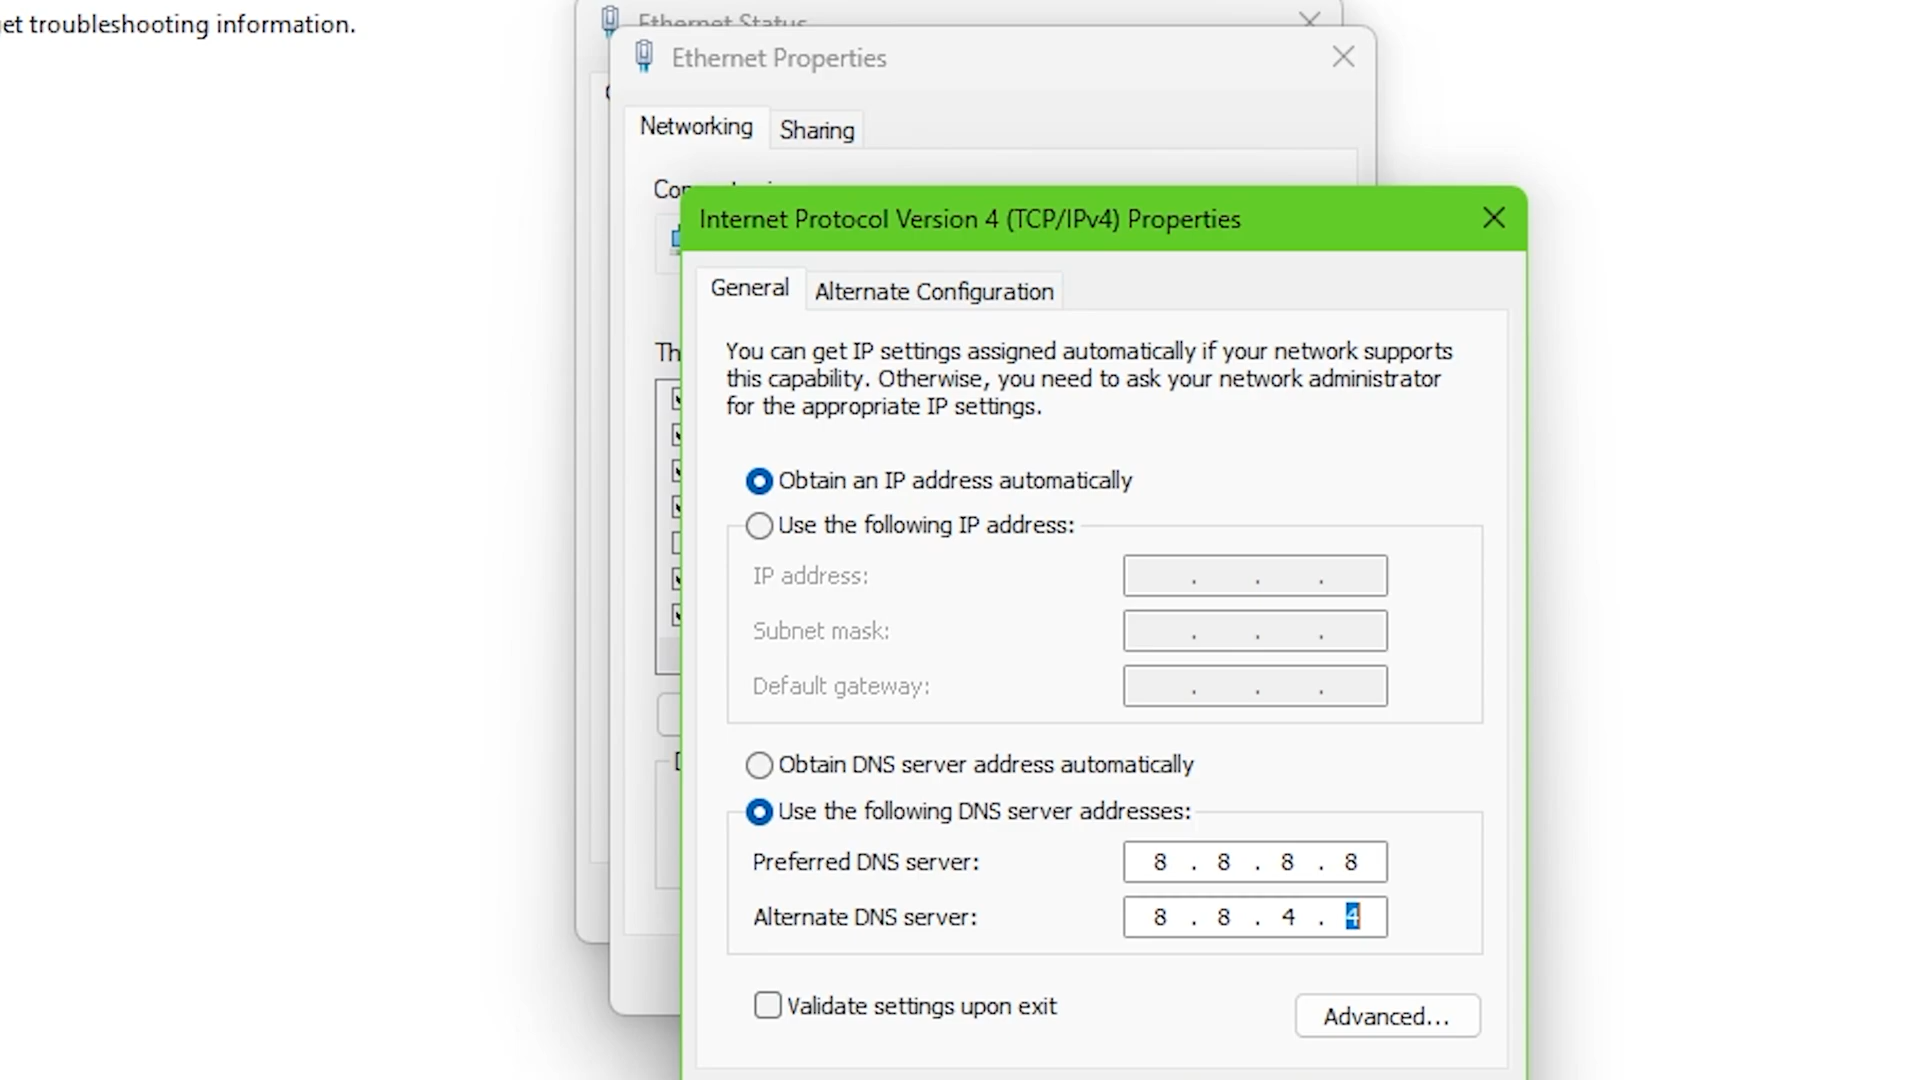 et troubleshooting information.
Ethernet Status
Ethernet Properties
Networking
Sharing
Internet Protocol Version 4 (TCP/IPv4) Properties
General
Alternate Configuration
You can get IP settings assigned automatically if your network supports
this capability. Otherwise, you need to ask your network administrator
for the appropriate IP settings.
Obtain an IP address automatically
Use the following IP address:
IP address: . . .
Subnet mask: . . .
Default gateway: . . .
Obtain DNS server address automatically
Use the following DNS server addresses:
Preferred DNS server: 8 . 8 . 8 . 8
Alternate DNS server: 8 . 8 . 4 . 4
Validate settings upon exit
Advanced...